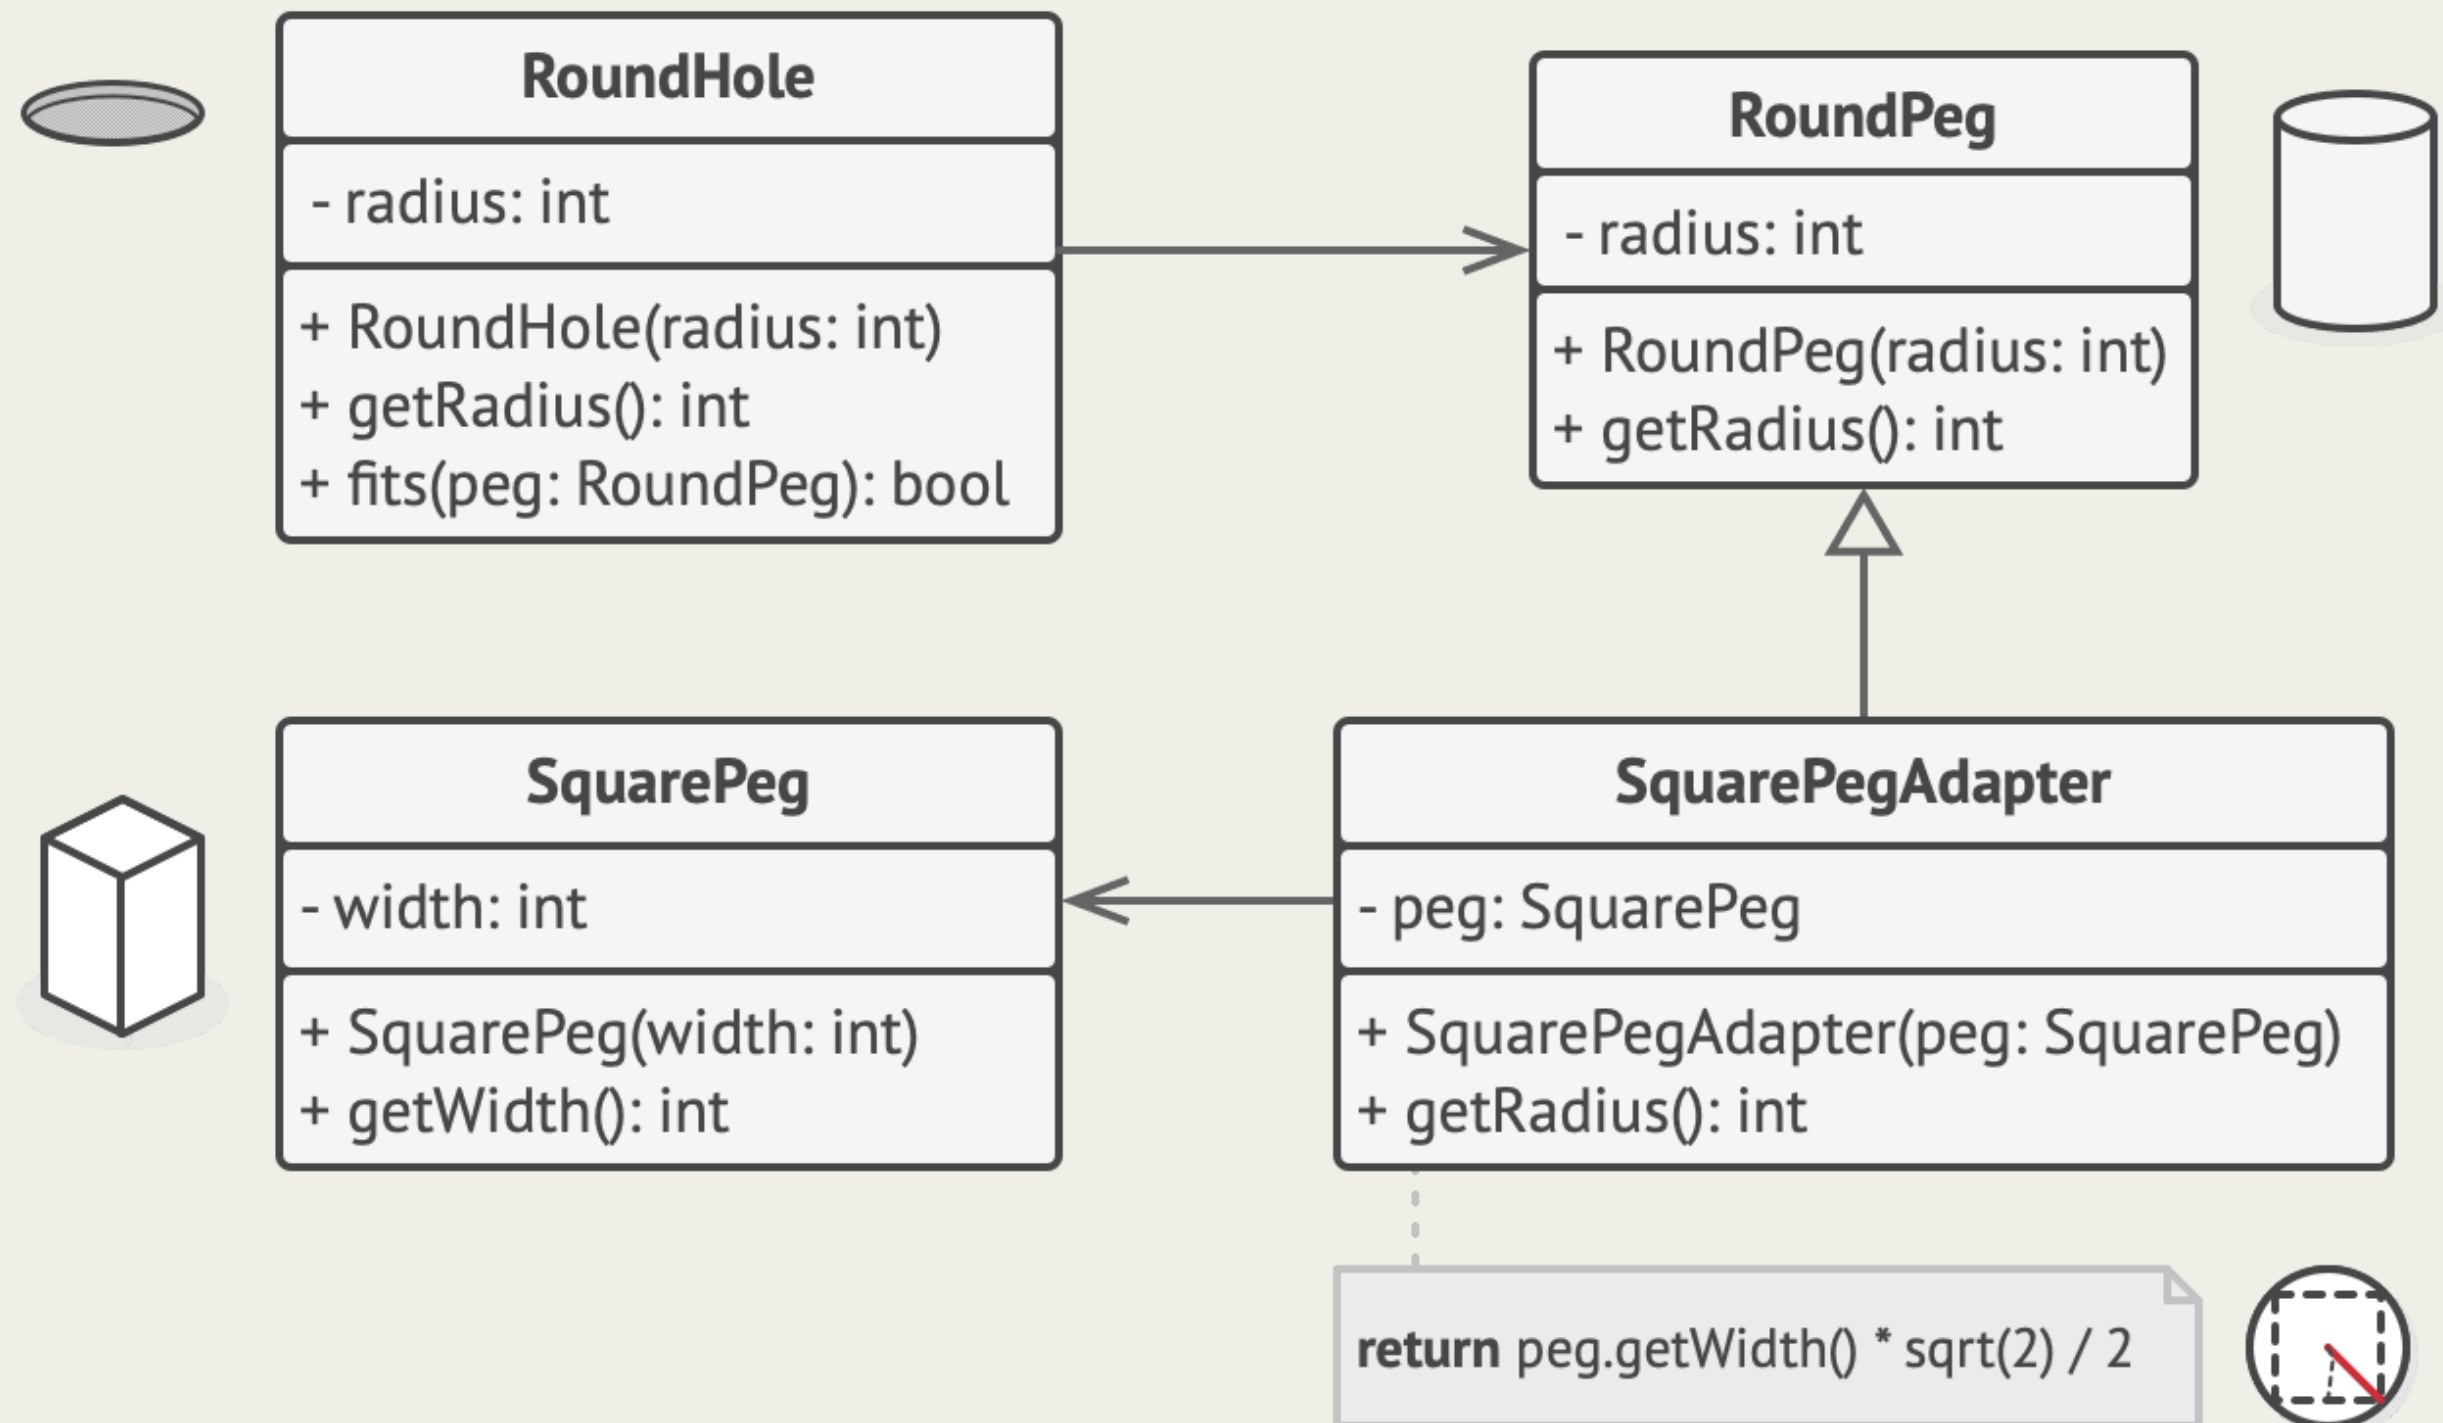 RoundHole
- radius: int
+ RoundHole(radius: int)
+ getRadius(): int
+ fits(peg: RoundPeg): bool
RoundPeg
- radius: int
+ RoundPeg(radius: int)
+ getRadius(): int
SquarePeg
- width: int
+ SquarePeg(width: int)
+ getWidth(): int
SquarePegAdapter
- peg: SquarePeg
+ SquarePegAdapter(peg: SquarePeg)
+ getRadius(): int
return peg.getWidth() * sqrt(2) / 2